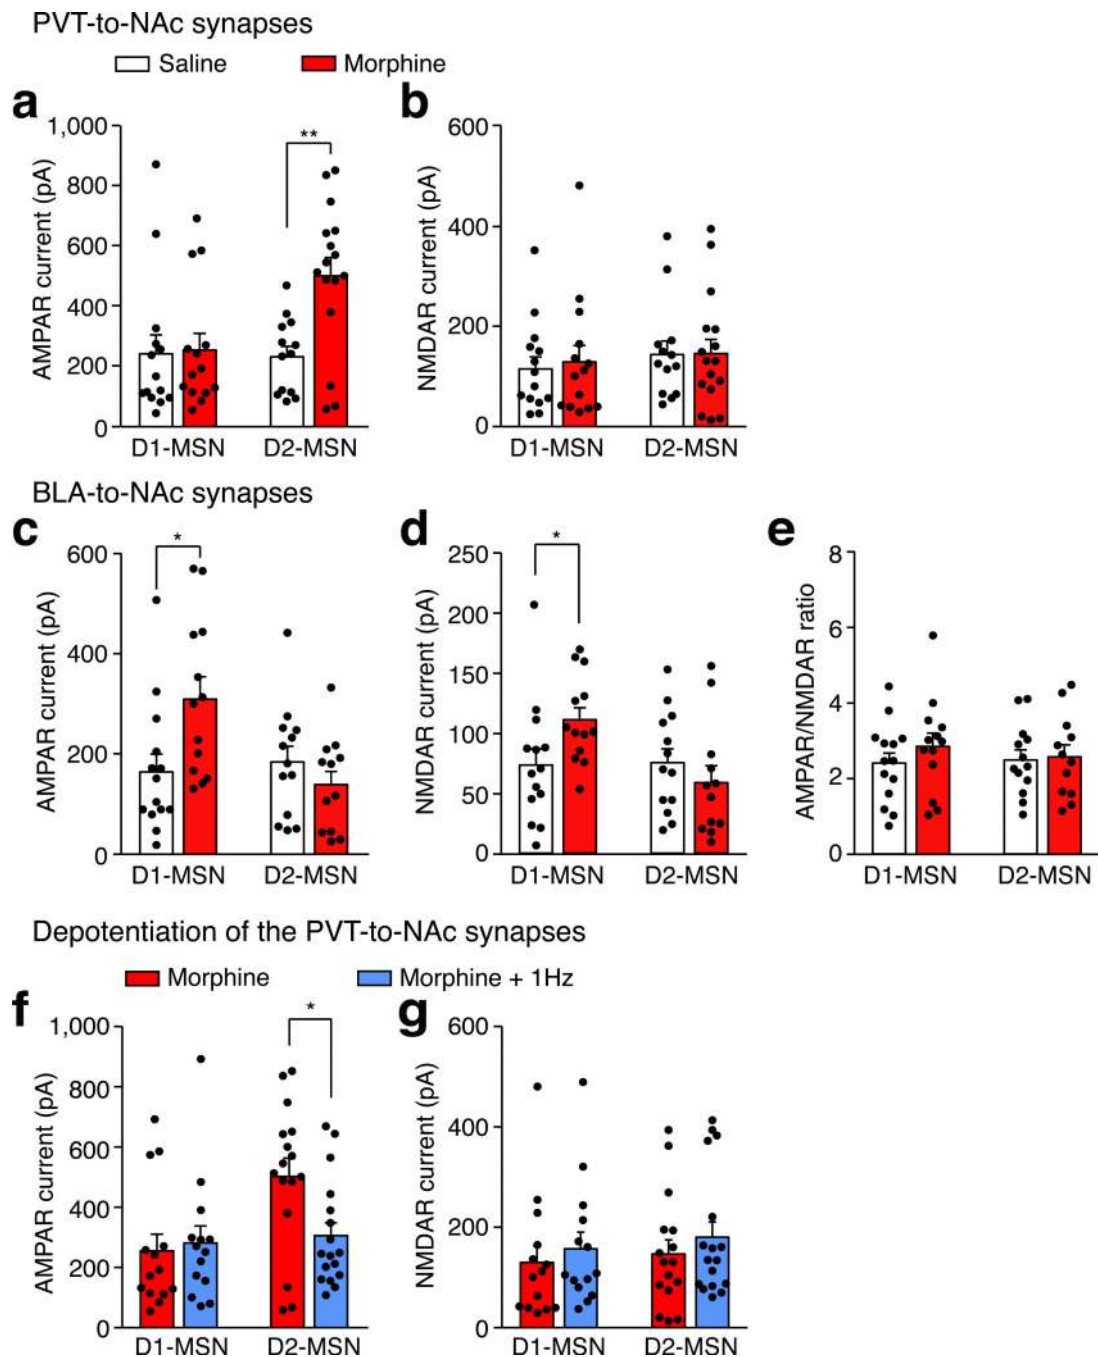 PVT-to-NAc synapses
Saline Morphine
a b
AMPAR current (pA)
1,000
800
600
400
200
0
**
D1-MSN D2-MSN
NMDAR current (pA)
600
400
200
0
D1-MSN D2-MSN
BLA-to-NAc synapses
c d e
AMPAR current (pA)
600
400
200
0
*
D1-MSN D2-MSN
NMDAR current (pA)
250
200
150
100
50
0
*
D1-MSN D2-MSN
AMPAR/NMDAR ratio
8
6
4
2
0
D1-MSN D2-MSN
Depotentiation of the PVT-to-NAc synapses
Morphine Morphine + 1Hz
f g
AMPAR current (pA)
1,000
800
600
400
200
0
*
D1-MSN D2-MSN
NMDAR current (pA)
600
400
200
0
D1-MSN D2-MSN